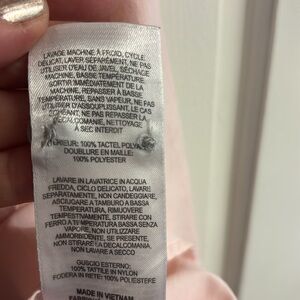 LAVAGE MACHINE À FROID, CYCLE
DÉLICAT, LAVER SÉPARÉMENT, NE PAS
UTILISER D'EAU DE JAVEL, SÉCHAGE
MACHINE, BASSE TEMPÉRATURE
SORTIR IMMÉDIATEMENT DE LA
MACHINE, REPASSER À BASSE
TEMPÉRATURE, SANS VAPEUR, NE PAS
UTILISER D'ASSOUPLISSANT, LE CAS
ÉCHÉANT, NE PAS REPASSER LA
DÉCALCOMANIE, NETTOYAGE
À SEC INTERDIT
EXTÉRIEUR: 100% TACTEL
DOUBLURE EN MAILLE:
100% POLYESTER
LAVARE IN LAVATRICE IN ACQUA
FREDDA, CICLO DELICATO, LAVARE
SEPARATAMENTE, NON CANDEGGIARE,
ASCIUGARE A TAMBURO A BASSA
TEMPERATURA, RIMUOVERE
TEMPESTIVAMENTE, STIRARE CON
FERRO A TEMPERATURA BASSA SENZA
VAPORE, NON UTILIZZARE
AMMORBIDENTE, SE PRESENTE,
NON STIRARE LA DECALCOMANIA.
NON LAVARE A SECCO
GUSCIO ESTERNO:
100% TATTILE IN NYLON
FODERA IN RETE: 100% POLIESTERE
MADE IN VIETNAM